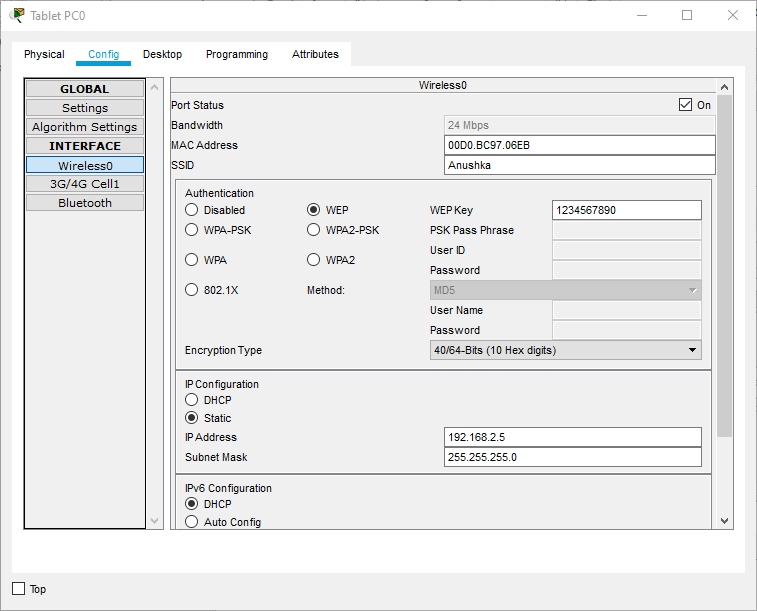 Tablet PC0
Physical Config Desktop Programming Attributes
GLOBAL
Settings
Algorithm Settings
INTERFACE
Wireless0
3G/4G Cell1
Bluetooth
Wireless0
Port Status On
Bandwidth 24 Mbps
MAC Address 00D0.BC97.06EB
SSID Anushka
Authentication
Disabled WEP WEP Key 1234567890
WPA-PSK WPA2-PSK PSK Pass Phrase
User ID
WPA WPA2 Password
802.1X Method: MD5
User Name
Password
Encryption Type 40/64-Bits (10 Hex digits)
IP Configuration
DHCP
Static
IP Address 192.168.2.5
Subnet Mask 255.255.255.0
IPv6 Configuration
DHCP
Auto Config
Top